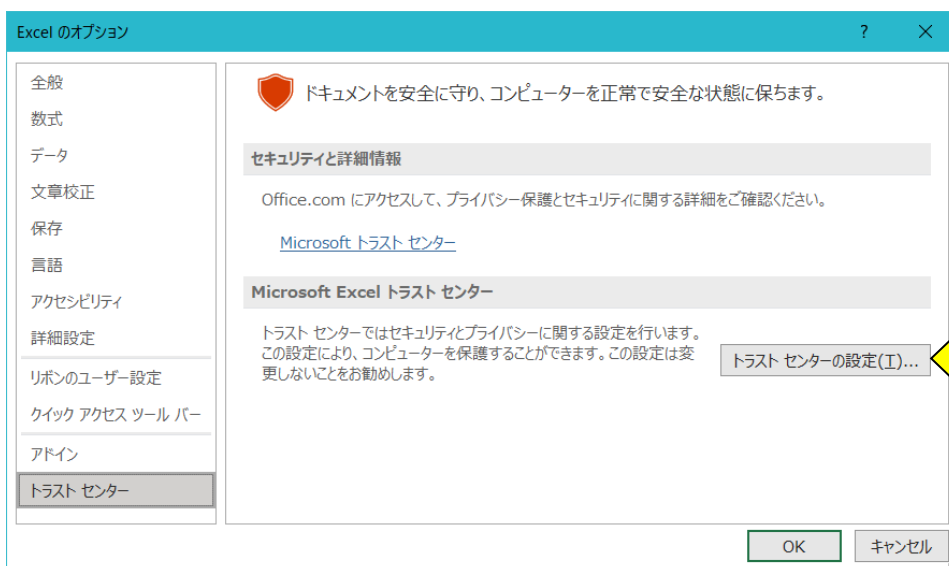 Excel のオプション
?
×
全般
数式
データ
文章校正
保存
言語
アクセシビリティ
詳細設定
リボンのユーザー設定
クイック アクセス ツール バー
アドイン
トラスト センター
ドキュメントを安全に守り、コンピューターを正常で安全な状態に保ちます。
セキュリティと詳細情報
Office.com にアクセスして、プライバシー保護とセキュリティに関する詳細をご確認ください。
Microsoft トラスト センター
Microsoft Excel トラスト センター
トラスト センターではセキュリティとプライバシーに関する設定を行います。
この設定により、コンピューターを保護することができます。この設定は変
更しないことをお勧めします。
トラスト センターの設定(T)...
OK
キャンセル